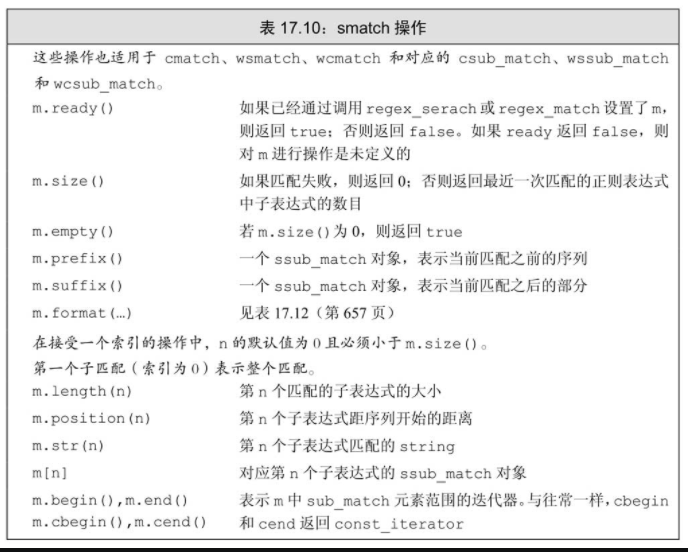 表 17.10：smatch 操作
这些操作也适用于 cmatch、wsmatch、wcmatch 和对应的 csub_match、wssub_match
和 wcsub_match。
m.ready() 如果已经通过调用 regex_serach 或 regex_match 设置了 m，
则返回 true；否则返回 false。如果 ready 返回 false，则
对 m 进行操作是未定义的
m.size() 如果匹配失败，则返回 0；否则返回最近一次匹配的正则表达式
中子表达式的数目
m.empty() 若 m.size() 为 0，则返回 true
m.prefix() 一个 ssub_match 对象，表示当前匹配之前的序列
m.suffix() 一个 ssub_match 对象，表示当前匹配之后的部分
m.format(…) 见表 17.12（第 657 页）
在接受一个索引的操作中，n 的默认值为 0 且必须小于 m.size()。
第一个子匹配（索引为 0）表示整个匹配。
m.length(n) 第 n 个匹配的子表达式的大小
m.position(n) 第 n 个子表达式距序列开始的距离
m.str(n) 第 n 个子表达式匹配的 string
m[n] 对应第 n 个子表达式的 ssub_match 对象
m.begin(),m.end() 表示 m 中 sub_match 元素范围的迭代器。与往常一样，cbegin
m.cbegin(),m.cend() 和 cend 返回 const_iterator